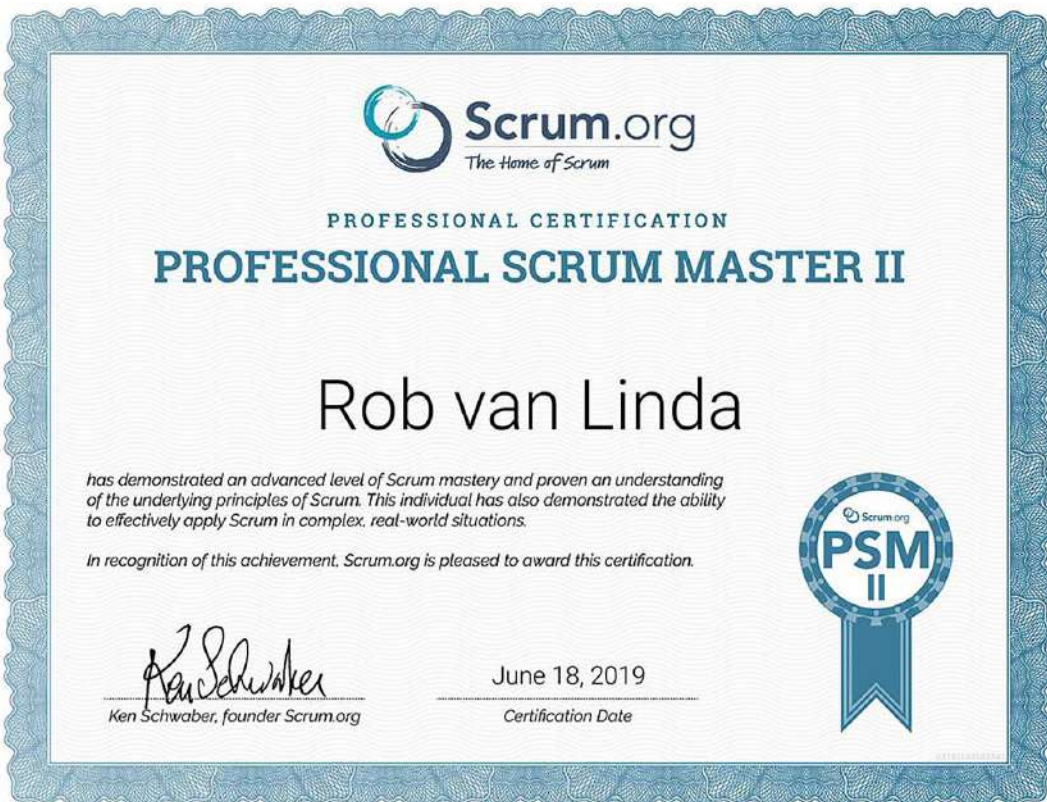 Scrum.org
The Home of Scrum
PROFESSIONAL CERTIFICATION
PROFESSIONAL SCRUM MASTER II
Rob van Linda
has demonstrated an advanced level of Scrum mastery and proven an understanding
of the underlying principles of Scrum. This individual has also demonstrated the ability
to effectively apply Scrum in complex, real-world situations.
In recognition of this achievement, Scrum.org is pleased to award this certification.
Scrum.org
PSM
II
Ken Schwaber
June 18, 2019
Ken Schwaber, founder Scrum.org
Certification Date